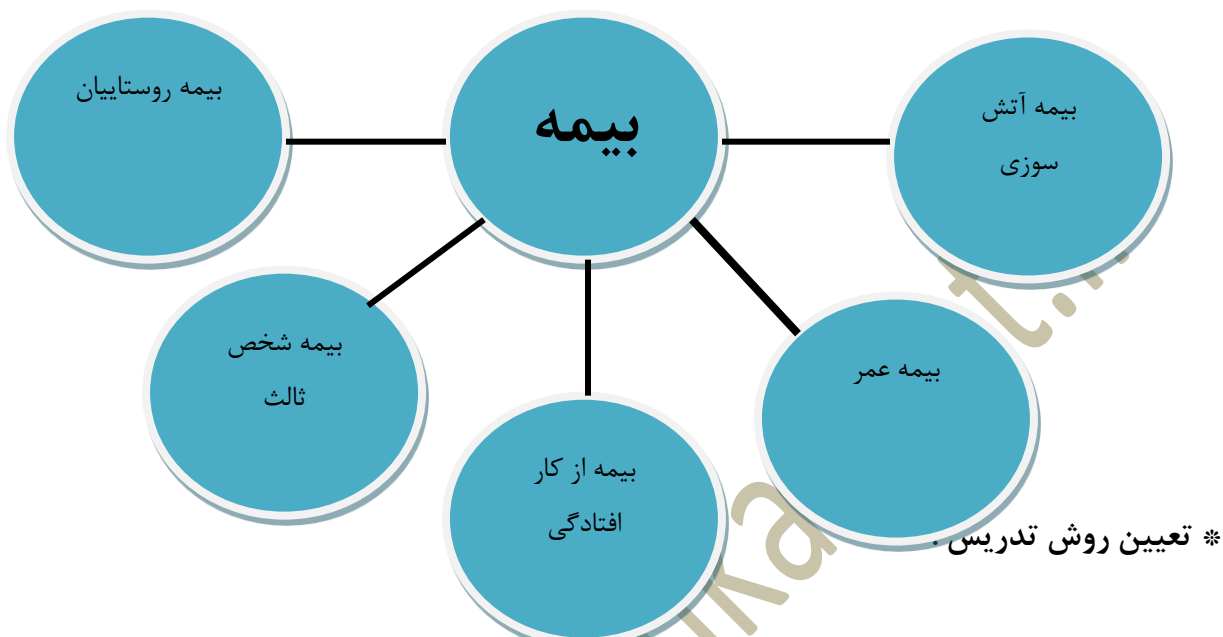 بیمه
بیمه آتش
سوزی
بیمه عمر
بیمه از کار
افتادگی
بیمه شخص
ثالث
بیمه روستاییان
* تعیین روش تدریس :